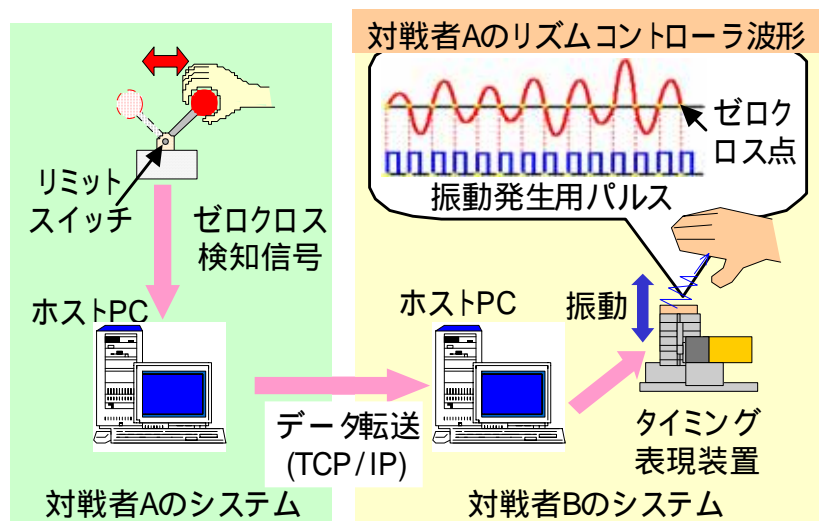 対戦者Aのリズムコントローラ波形
ゼロク
ロス点
振動発生用パルス
リミット
スイッチ
ゼロクロス
検知信号
ホストPC
ホストPC
振動
データ転送
(TCP/IP)
タイミング
表現装置
対戦者Aのシステム
対戦者Bのシステム